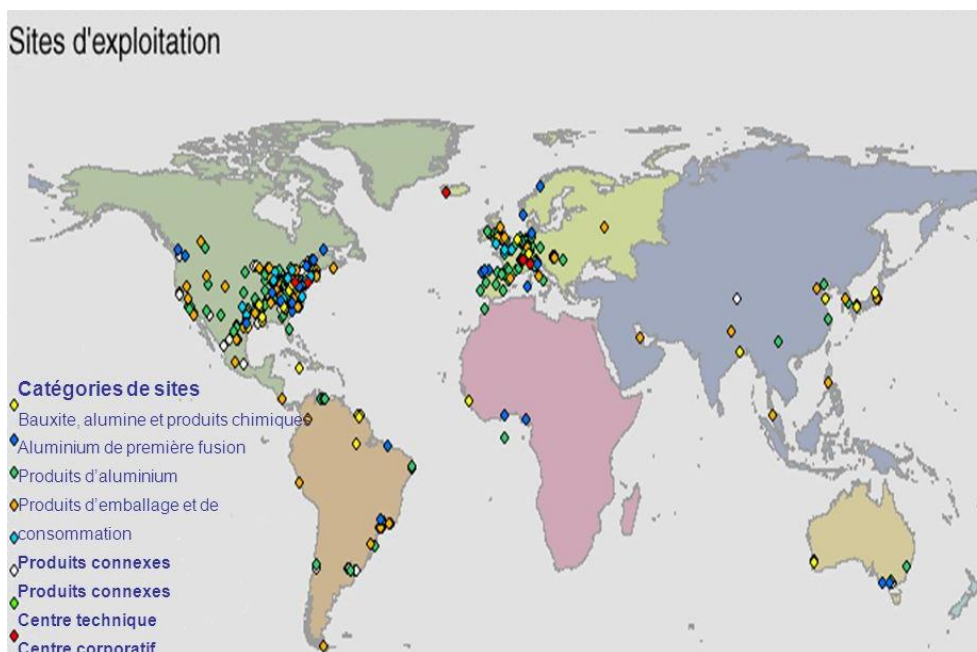 Sites d'exploitation
Catégories de sites
Bauxite, alumine et produits chimiques
Aluminium de première fusion
Produits d'aluminium
Produits d'emballage et de
consommation
Produits connexes
Produits connexes
Centre technique
Centre corporatif